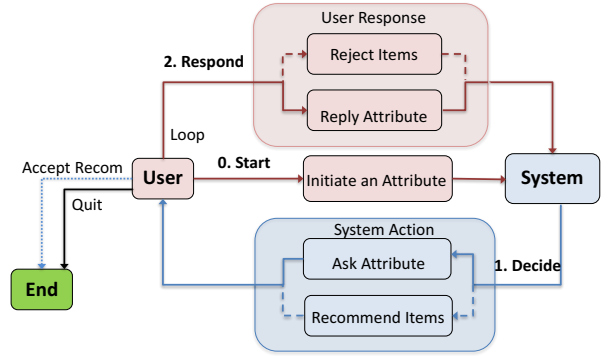 User Response
Reject Items
2. Respond
Reply Attribute
Loop
Accept Recom
0. Start
User
Initiate an Attribute
System
Quit
System Action
Ask Attribute
1. Decide
End
Recommend Items